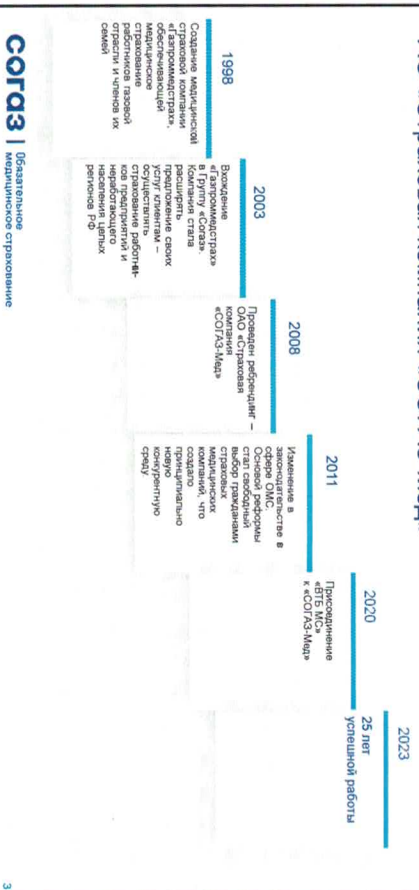 1998
Создание медицинской
страховой компании
«Газпроммедстрах»,
обеспечивающей
медицинское
страхование
работников газовой
отрасли и членов их
семей
2003
Вхождение
«Газпроммедстрах»
в Группу «Согаз».
Компания стала
расширять
предложение своих
услуг клиентам –
осуществлять
страхование работни-
ков предприятий и
неработающего
населения целых
регионов РФ
2008
Проведен ребрендинг –
ОАО «Страховая
компания
«СОГАЗ-Мед»
2011
Изменение в
законодательстве в
сфере ОМС.
Основой реформы
стал свободный
выбор гражданами
страховых
медицинских
компаний, что
создало
принципиально
новую
конкурентную
среду.
2020
Присоединение
«ВТБ МС»
к «СОГАЗ-Мед»
2023
25 лет
успешной работы
согаз | Обязательное
медицинское страхование
3